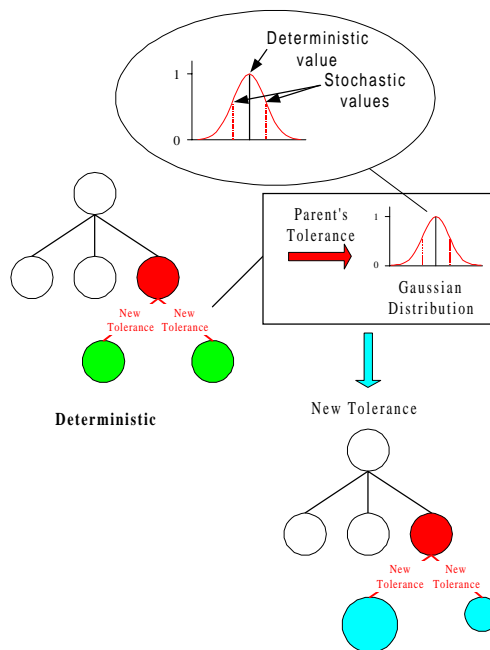 Deterministic
value
1
Stochastic
values
0
Parent's
Tolerance
1
0
Gaussian
Distribution
New New
Tolerance Tolerance
Deterministic
New Tolerance
New New
Tolerance Tolerance